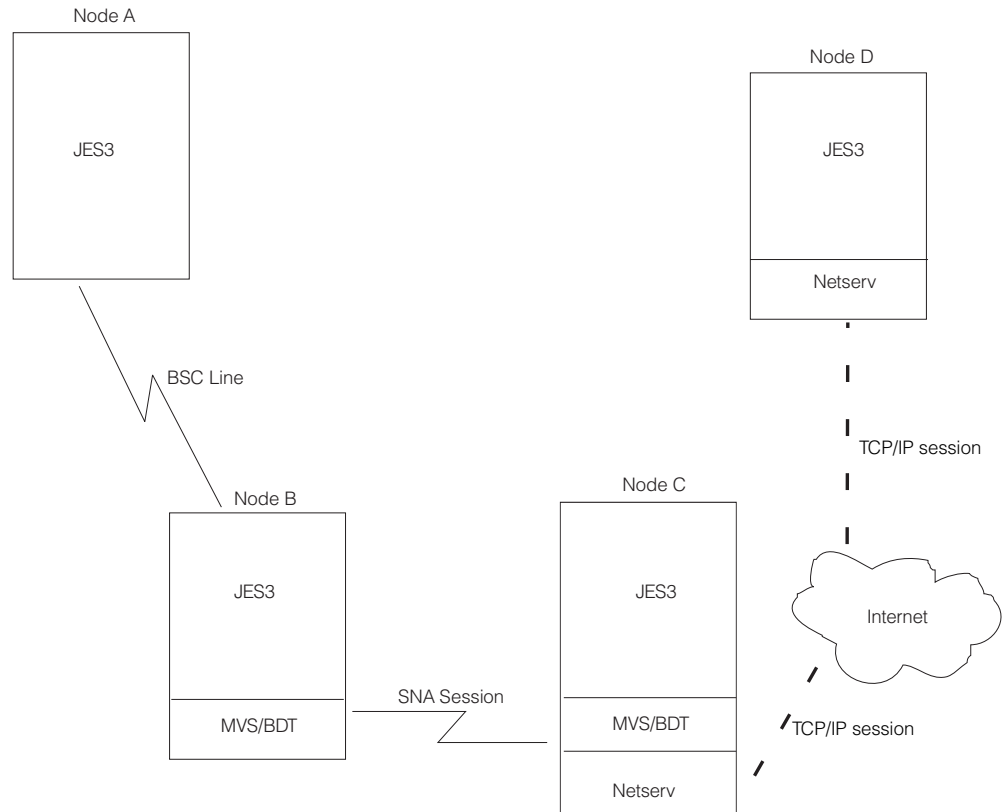 Node A
JES3
Node D
JES3
Netserv
BSC Line
TCP/IP session
Node B
JES3
MVS/BDT
SNA Session
Node C
JES3
MVS/BDT
Netserv
Internet
TCP/IP session